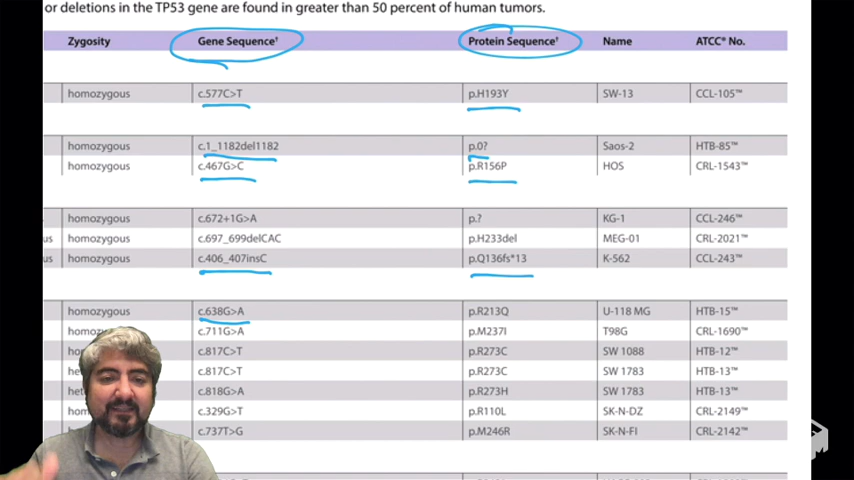 or deletions in the TP53 gene are found in greater than 50 percent of human tumors.
Zygosity Gene Sequence† Protein Sequence† Name ATCC® No.
homozygous c.577C>T p.H193Y SW-13 CCL-105™
homozygous c.1_1182del1182 p.0? Saos-2 HTB-85™
homozygous c.467G>C p.R156P HOS CRL-1543™
homozygous c.672+1G>A p.? KG-1 CCL-246™
us homozygous c.697_699delCAC p.H233del MEG-01 CRL-2021™
us homozygous c.406_407insC p.Q136fs*13 K-562 CCL-243™
homozygous c.638G>A p.R213Q U-118 MG HTB-15™
c.711G>A p.M237I T98G CRL-1690™
c.817C>T p.R273C SW 1088 HTB-12™
c.817C>T p.R273C SW 1783 HTB-13™
c.818G>A p.R273H SW 1783 HTB-13™
c.329G>T p.R110L SK-N-DZ CRL-2149™
c.737T>G p.M246R SK-N-FI CRL-2142™